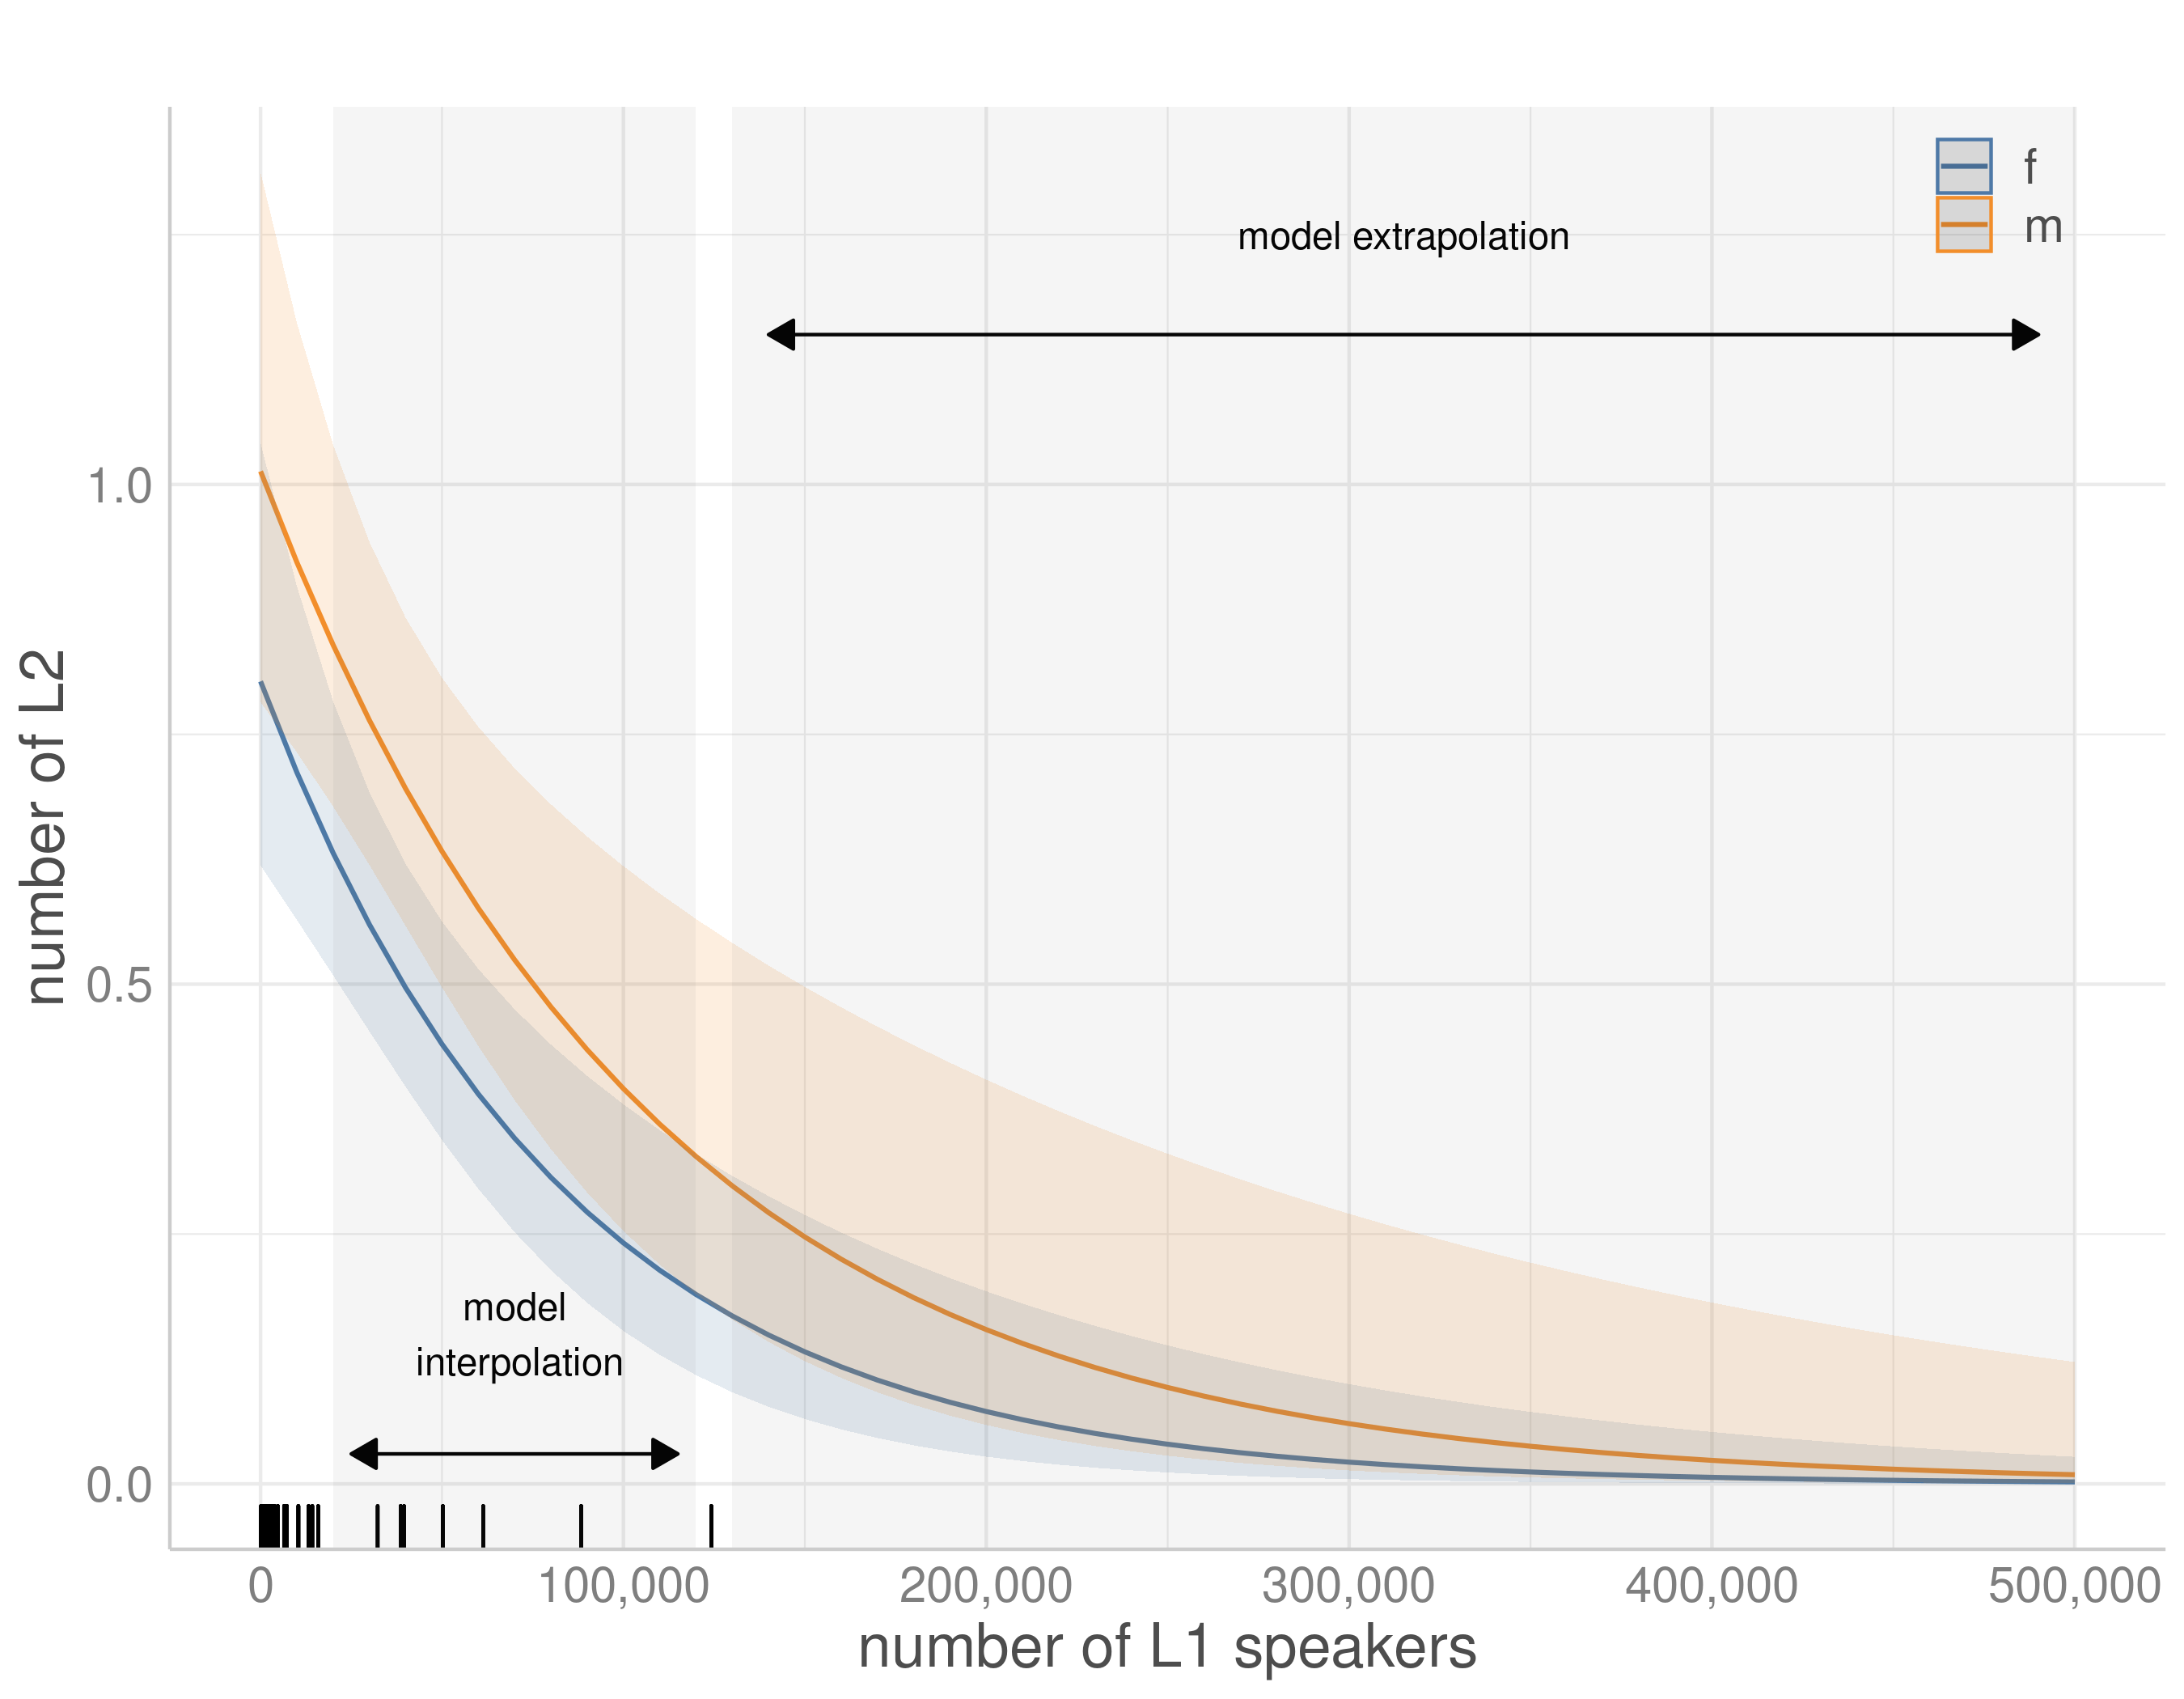 f
m
model extrapolation
number of L2
1.0
0.5
0.0
model
interpolation
0
100,000
200,000
300,000
400,000
500,000
number of L1 speakers